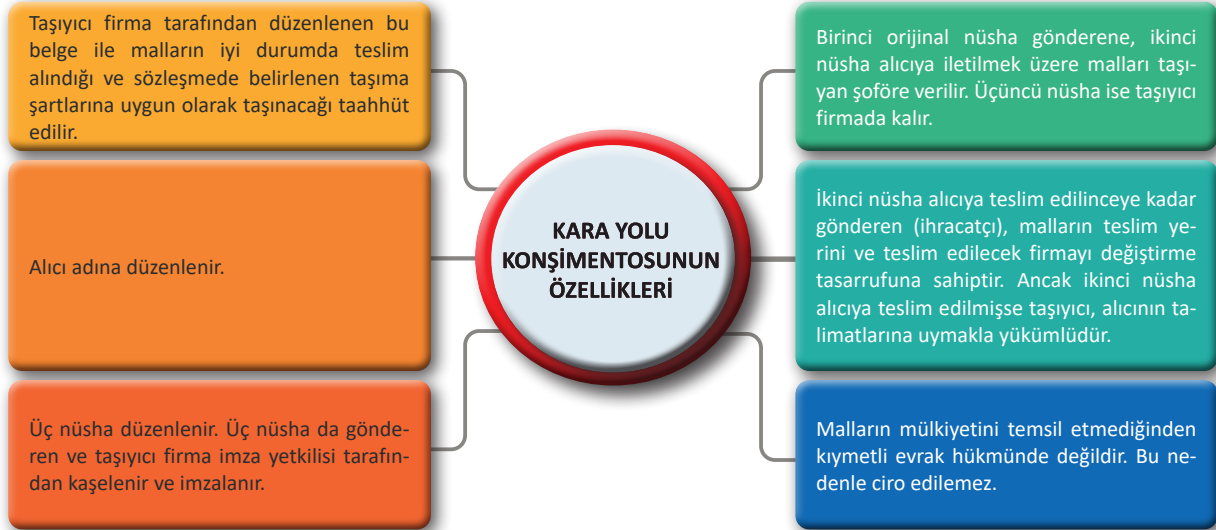 Taşıyıcı firma tarafından düzenlenen bu
belge ile malların iyi durumda teslim
alındığı ve sözleşmede belirlenen taşıma
şartlarına uygun olarak taşınacağı taahhüt
edilir.
Alıcı adına düzenlenir.
Üç nüsha düzenlenir. Üç nüsha da gönde-
ren ve taşıyıcı firma imza yetkilisi tarafın-
dan kaşelenir ve imzalanır.
KARA YOLU
KONŞİMENTOSUNUN
ÖZELLİKLERİ
Birinci orijinal nüsha gönderene, ikinci
nüsha alıcıya iletilmek üzere malları taşı-
yan şoföre verilir. Üçüncü nüsha ise taşıyıcı
firmada kalır.
İkinci nüsha alıcıya teslim edilinceye kadar
gönderen (ihracatçı), malların teslim ye-
rini ve teslim edilecek firmayı değiştirme
tasarrufuna sahiptir. Ancak ikinci nüsha
alıcıya teslim edilmişse taşıyıcı, alıcının ta-
limatlarına uymakla yükümlüdür.
Malların mülkiyetini temsil etmediğinden
kıymetli evrak hükmünde değildir. Bu ne-
denle ciro edilemez.